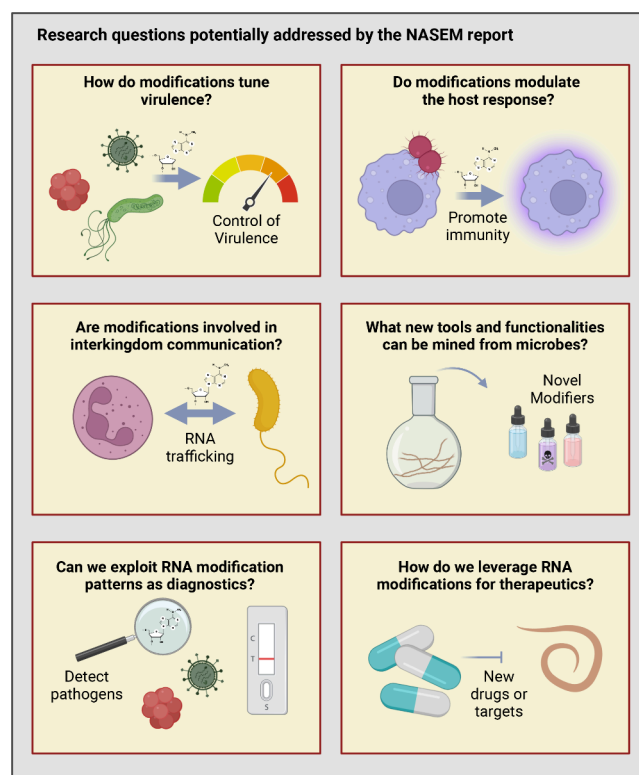 Research questions potentially addressed by the NASEM report
How do modifications tune
virulence?
Control of
Virulence
Do modifications modulate
the host response?
Promote
immunity
Are modifications involved in
interkingdom communication?
RNA
trafficking
What new tools and functionalities
can be mined from microbes?
Novel
Modifiers
Can we exploit RNA modification
patterns as diagnostics?
Detect
pathogens
C
T
S
How do we leverage RNA
modifications for therapeutics?
New
drugs or
targets